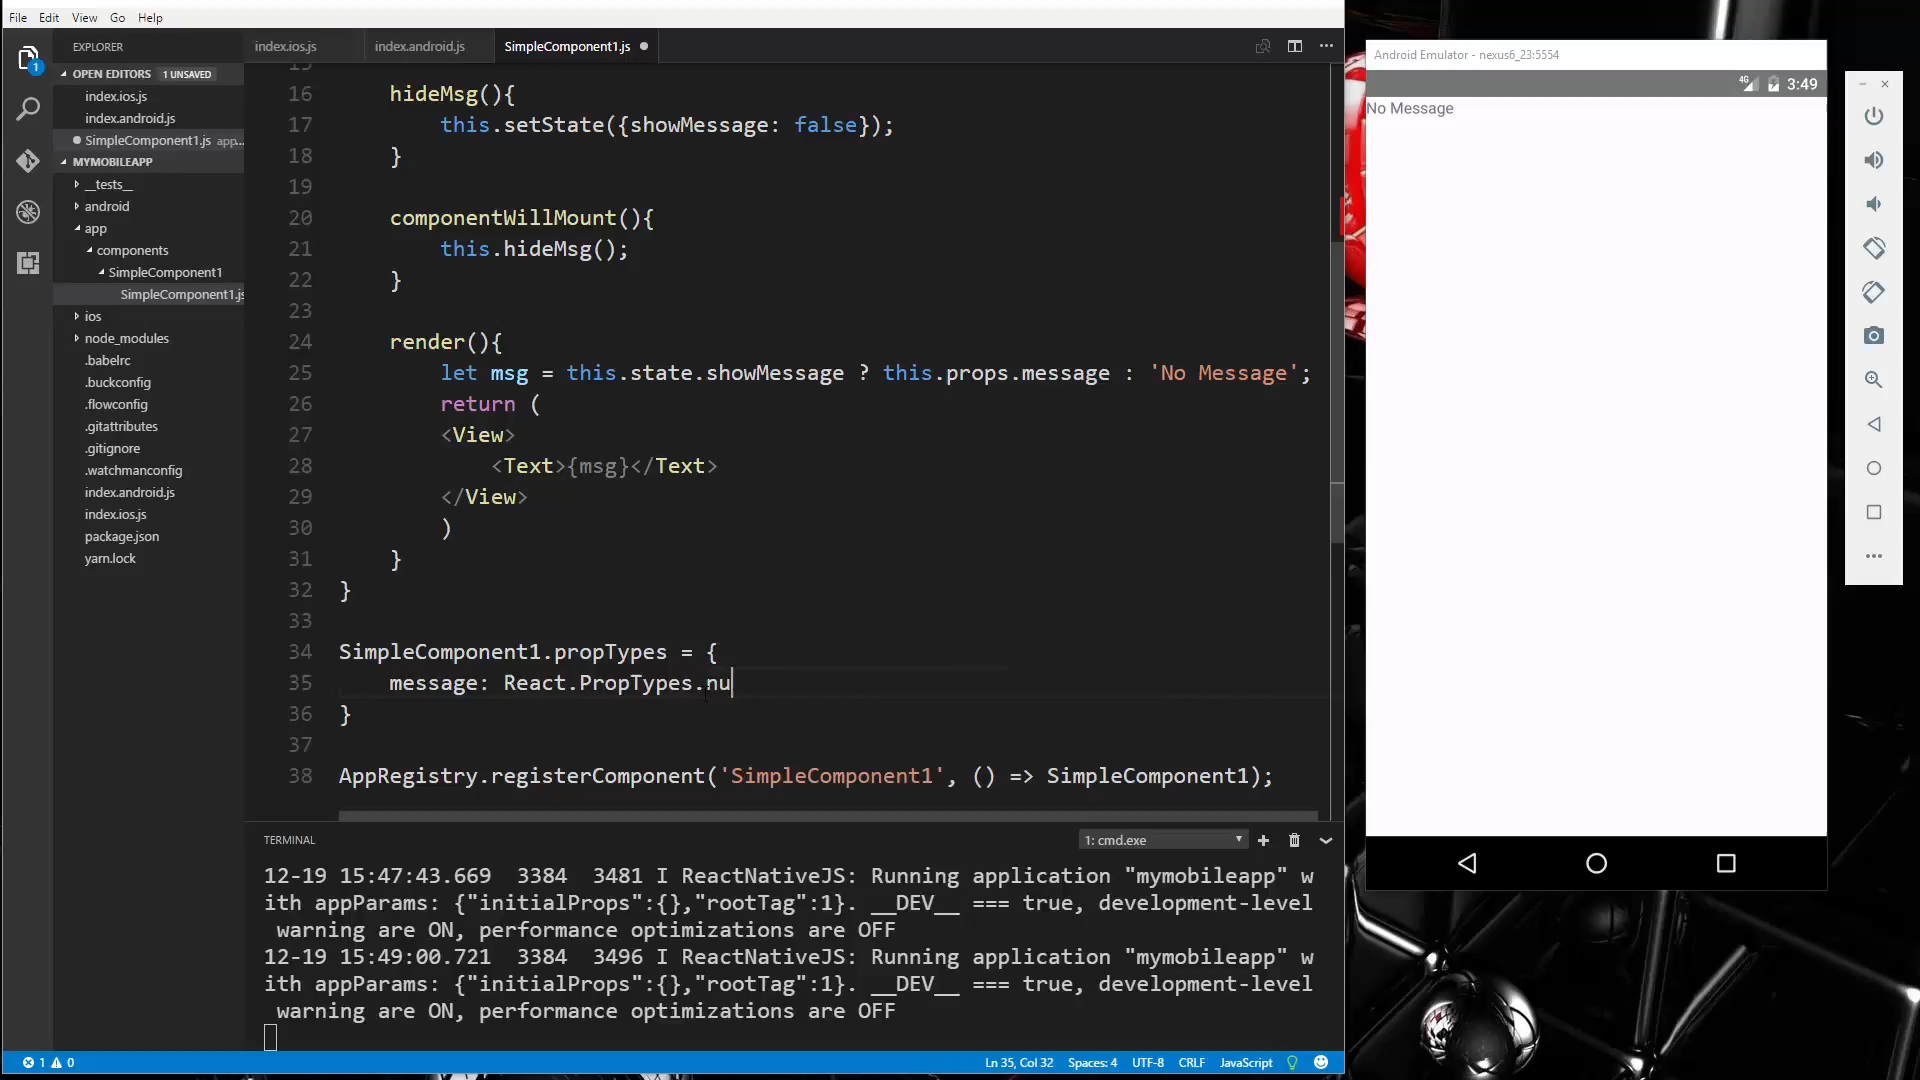 File Edit View Go Help
EXPLORER
index.ios.js
index.android.js
SimpleComponent1.js
1
OPEN EDITORS 1 UNSAVED
index.ios.js
index.android.js
SimpleComponent1.js app...
MYMOBILEAPP
__tests__
android
app
components
SimpleComponent1
SimpleComponent1.js
ios
node_modules
.babelrc
.buckconfig
.flowconfig
.gitattributes
.gitignore
.watchmanconfig
index.android.js
index.ios.js
package.json
yarn.lock
16 hideMsg(){
17 this.setState({showMessage: false});
18 }
19
20 componentWillMount(){
21 this.hideMsg();
22 }
23
24 render(){
25 let msg = this.state.showMessage ? this.props.message : 'No Message';
26 return (
27 <View>
28 <Text>{msg}</Text>
29 </View>
30 )
31 }
32 }
33
34 SimpleComponent1.propTypes = {
35 message: React.PropTypes.nu
36 }
37
38 AppRegistry.registerComponent('SimpleComponent1', () => SimpleComponent1);
TERMINAL
1: cmd.exe
12-19 15:47:43.669 3384 3481 I ReactNativeJS: Running application "mymobileapp" w
ith appParams: {"initialProps":{},"rootTag":1}. __DEV__ === true, development-level
warning are ON, performance optimizations are OFF
12-19 15:49:00.721 3384 3496 I ReactNativeJS: Running application "mymobileapp" w
ith appParams: {"initialProps":{},"rootTag":1}. __DEV__ === true, development-level
warning are ON, performance optimizations are OFF
1 0
Ln 35, Col 32 Spaces: 4 UTF-8 CRLF JavaScript
Android Emulator - nexus6_23:5554
4G 3:49
No Message